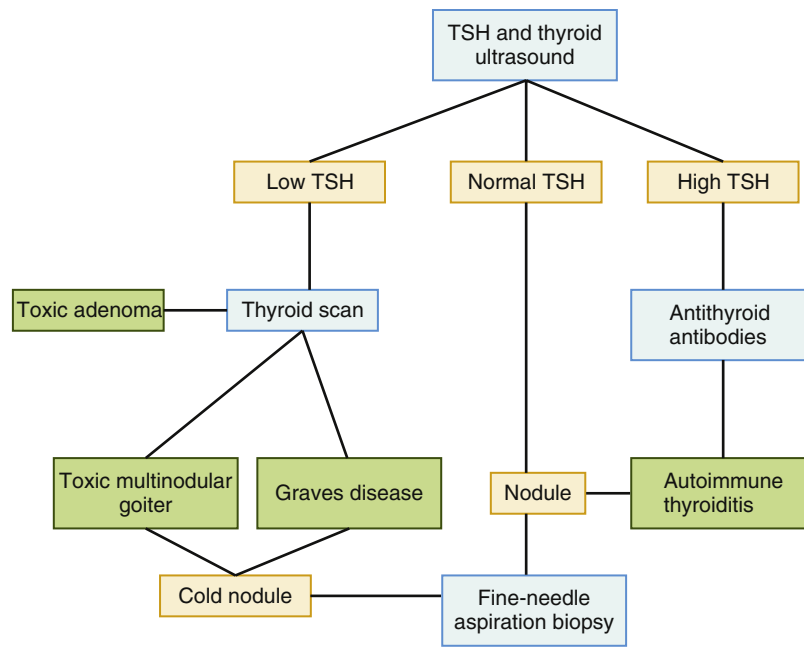 TSH and thyroid
ultrasound
Low TSH
Normal TSH
High TSH
Toxic adenoma
Thyroid scan
Antithyroid
antibodies
Toxic multinodular
goiter
Graves disease
Nodule
Autoimmune
thyroiditis
Cold nodule
Fine-needle
aspiration biopsy